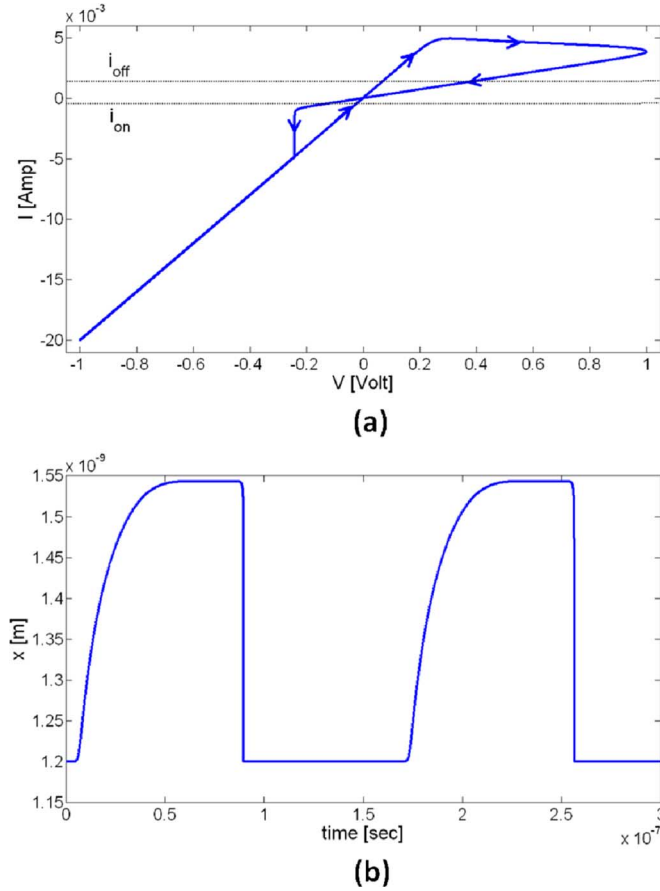 x 10⁻³
5
0
-5
-10
-15
-20
I [Amp]
i_off
i_on
-1 -0.8 -0.6 -0.4 -0.2 0 0.2 0.4 0.6 0.8 1
V [Volt]
(a)
x 10⁻⁹
1.55
1.5
1.45
1.4
1.35
1.3
1.25
1.2
1.15
x [m]
0 0.5 1 1.5 2 2.5 3
time [sec]
x 10⁻⁷
(b)